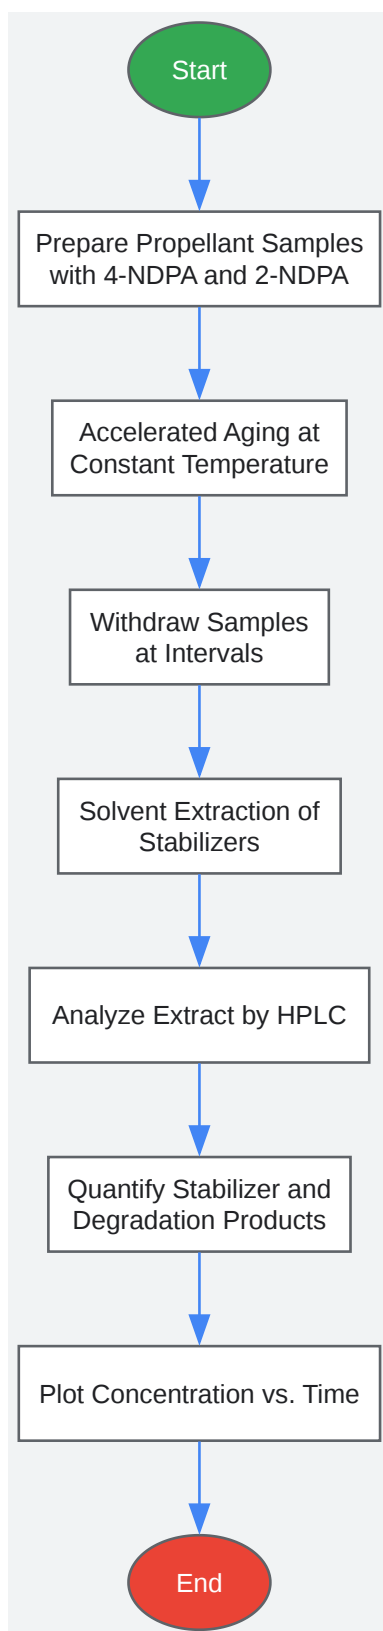 Start
Prepare Propellant Samples
with 4-NDPA and 2-NDPA
Accelerated Aging at
Constant Temperature
Withdraw Samples
at Intervals
Solvent Extraction of
Stabilizers
Analyze Extract by HPLC
Quantify Stabilizer and
Degradation Products
Plot Concentration vs. Time
End